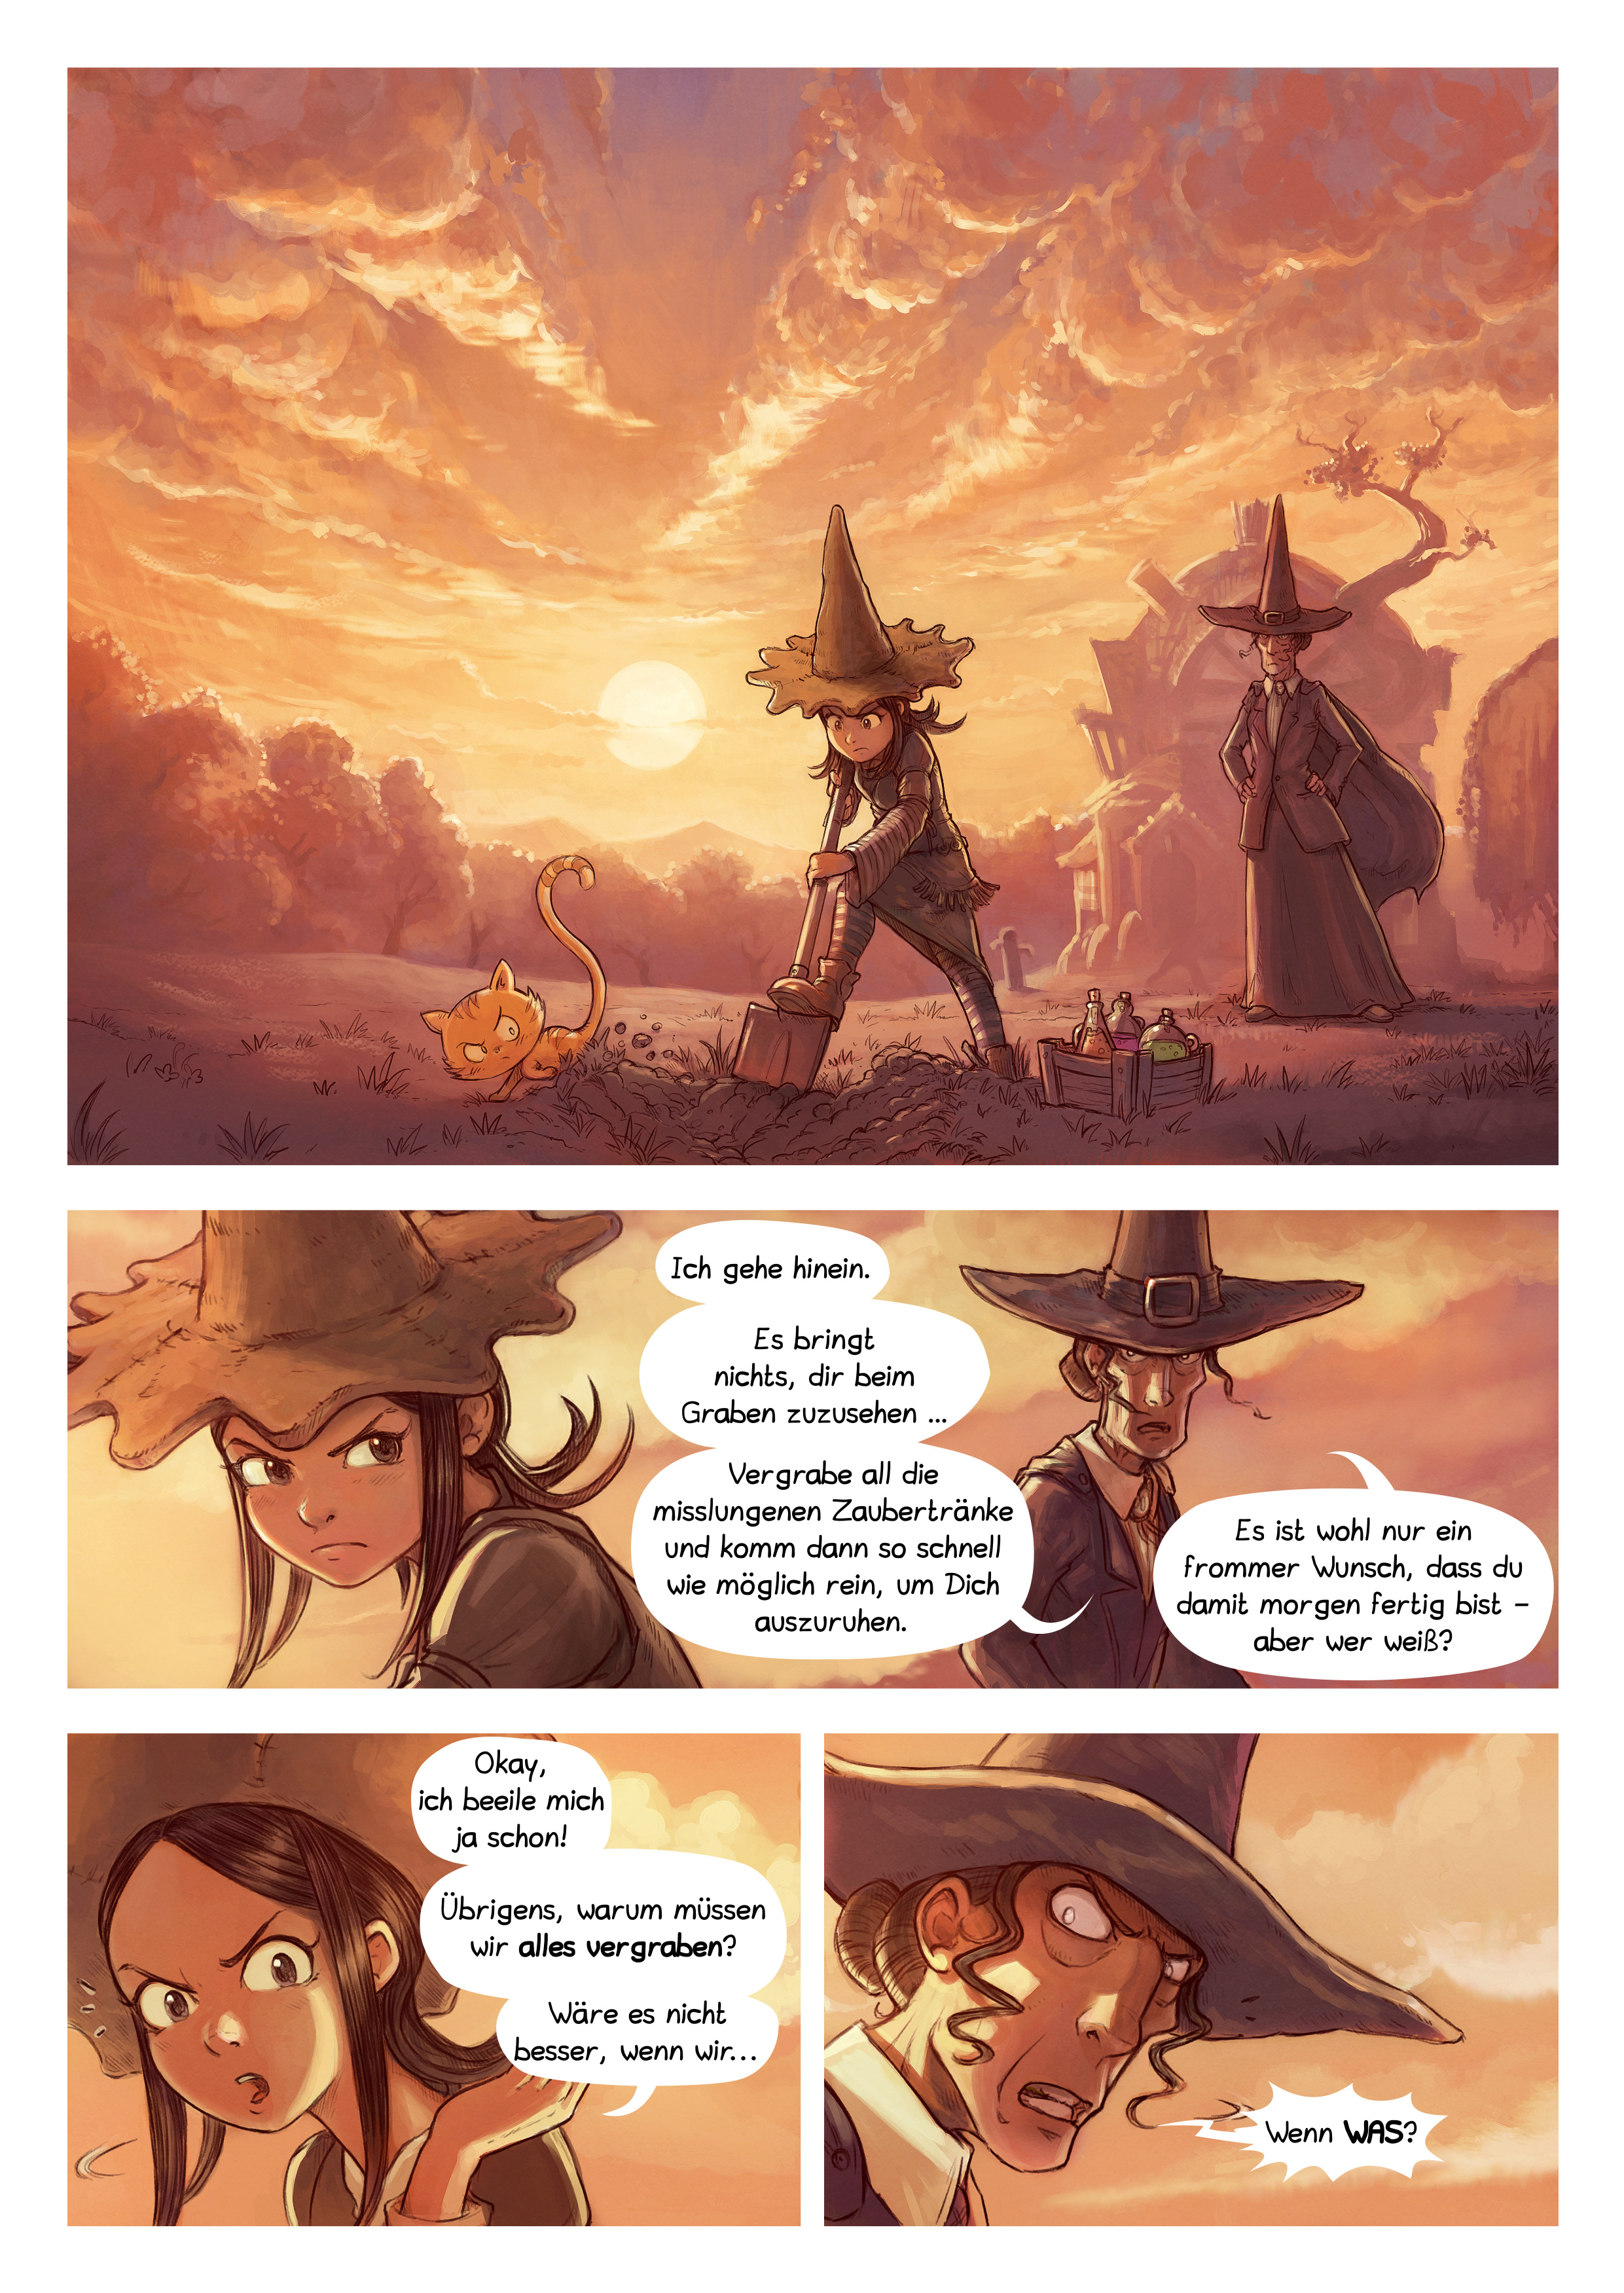 Ich gehe hinein.
Es bringt
nichts, dir beim
Graben zuzusehen ...
Vergrabe all die
misslungenen Zaubertränke
und komm dann so schnell
wie möglich rein, um Dich
auszuruhen.
Es ist wohl nur ein
frommer Wunsch, dass du
damit morgen fertig bist –
aber wer weiß?
Okay,
ich beeile mich
ja schon!
Übrigens, warum müssen
wir alles vergraben?
Wäre es nicht
besser, wenn wir...
Wenn WAS?